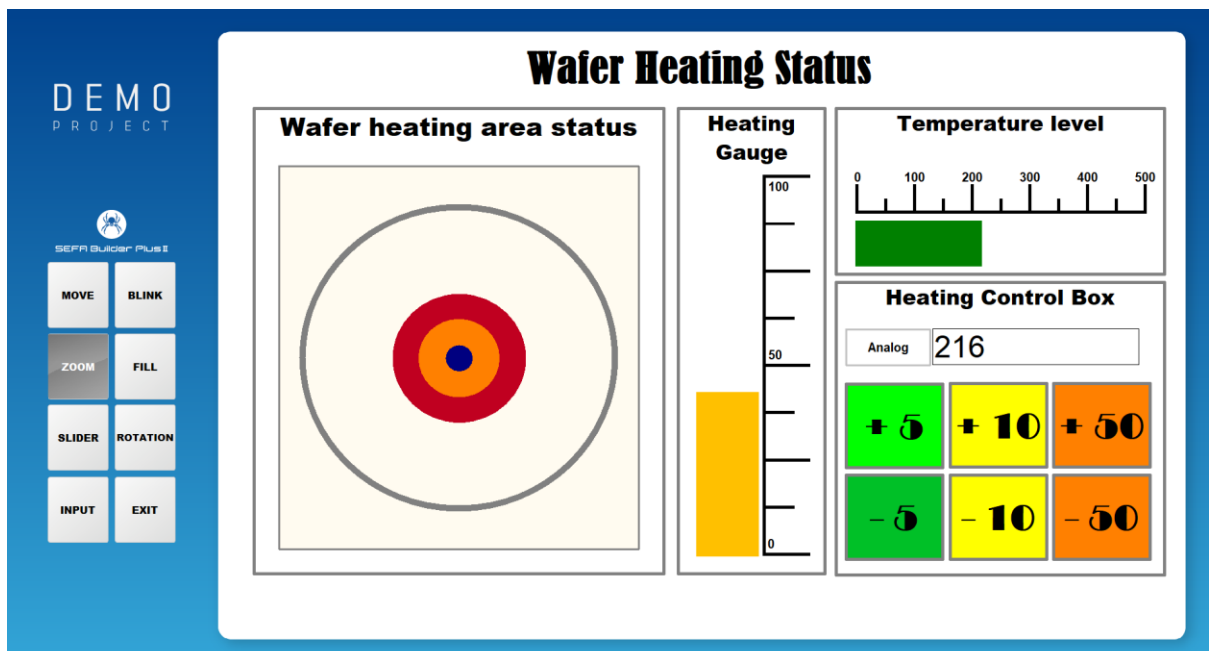 Wafer Heating Status
DEMO
PROJECT
SEFA Builder Plus II
MOVE
BLINK
ZOOM
FILL
SLIDER
ROTATION
INPUT
EXIT
Wafer heating area status
Heating
Gauge
100
50
0
Temperature level
0 100 200 300 400 500
Heating Control Box
Analog 216
+ 5 + 10 + 50
- 5 - 10 - 50